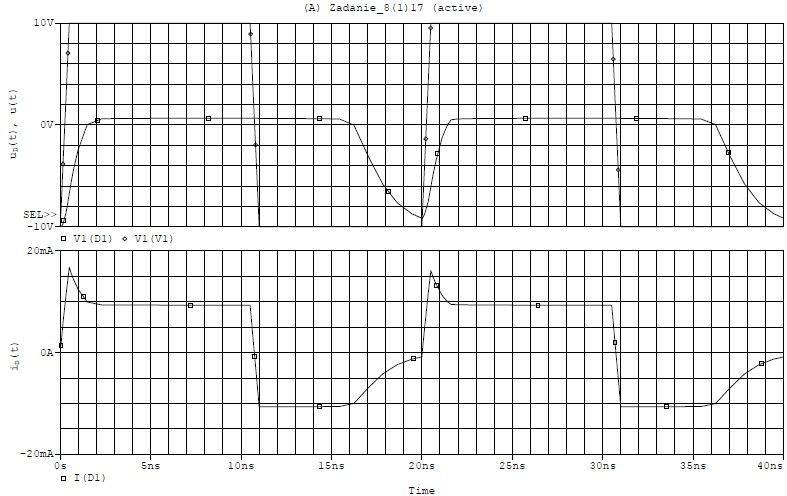 (A) Zadanie_8(1)17 (active)
10V
u_D(t), u(t)
0V
SEL>>
-10V
V1(D1) V1(V1)
20mA
i_D(t)
0A
-20mA
0s 5ns 10ns 15ns 20ns 25ns 30ns 35ns 40ns
I(D1)
Time